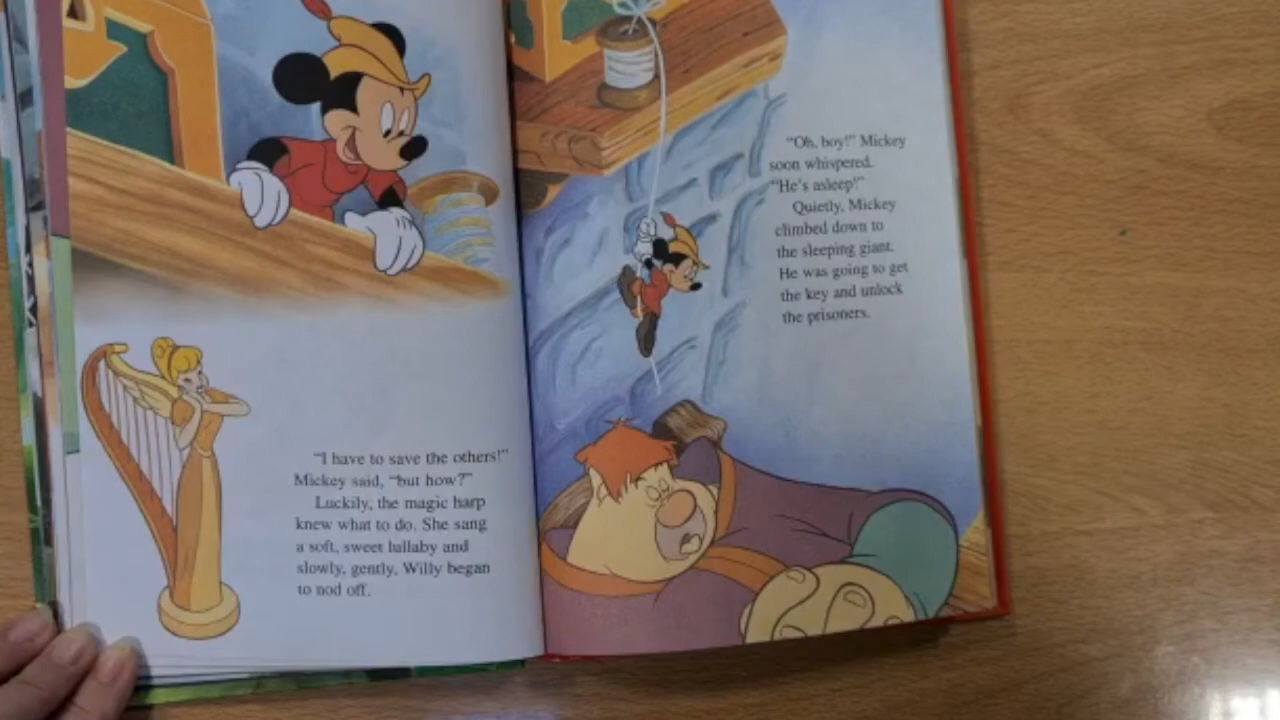 "I have to save the others!"
Mickey said, "but how?"
Luckily, the magic harp
knew what to do. She sang
a soft, sweet lullaby and
slowly, gently, Willy began
to nod off.
"Oh, boy!" Mickey
soon whispered.
"He's asleep!"
Quietly, Mickey
climbed down to
the sleeping giant.
He was going to get
the key and unlock
the prisoners.